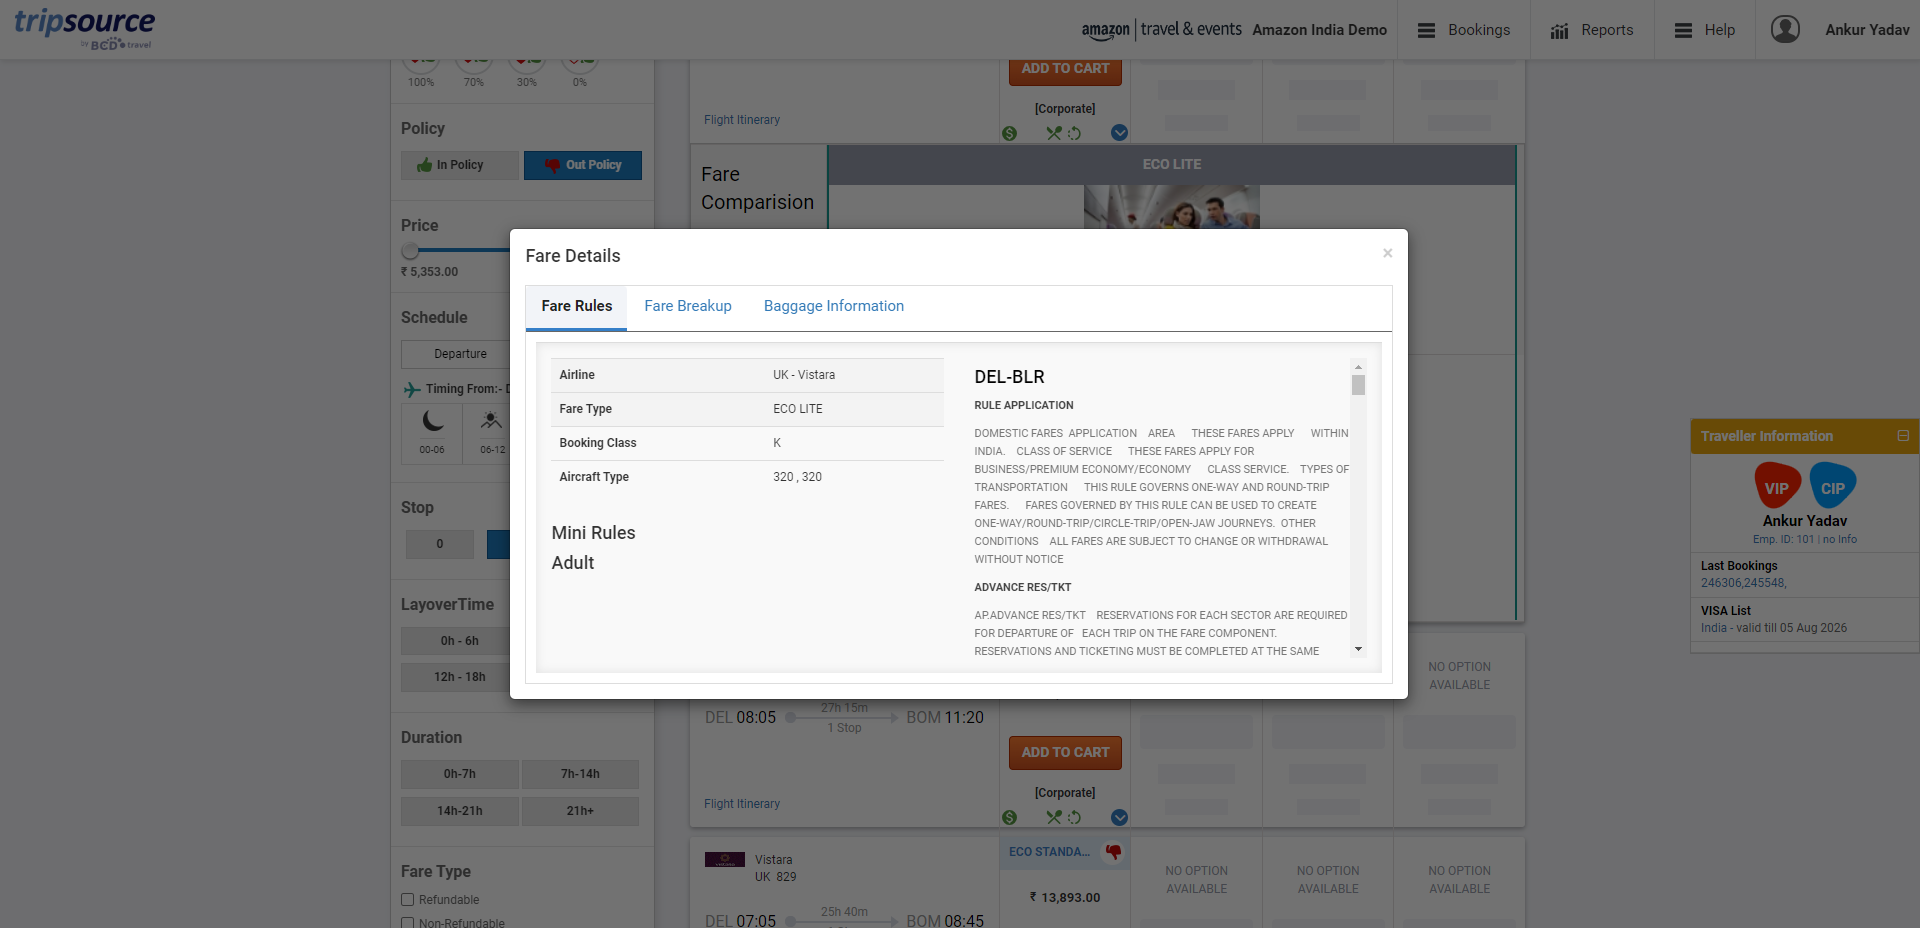 tripsource
by BCD travel
amazon travel & events Amazon India Demo
Bookings
Reports
Help
Ankur Yadav
100% 70% 30% 0%
Policy
In Policy
Out Policy
Price
₹ 5,353.00
Schedule
Departure
Timing From:- D
00-06
06-12
Stop
0
LayoverTime
0h - 6h
12h - 18h
Duration
0h-7h
7h-14h
14h-21h
21h+
Fare Type
Refundable
Non-Refundable
ADD TO CART
[Corporate]
Flight Itinerary
Fare
Comparision
ECO LITE
Fare Details
×
Fare Rules
Fare Breakup
Baggage Information
Airline UK - Vistara
Fare Type ECO LITE
Booking Class K
Aircraft Type 320 , 320
Mini Rules
Adult
DEL-BLR
RULE APPLICATION
DOMESTIC FARES APPLICATION AREA THESE FARES APPLY WITHIN
INDIA. CLASS OF SERVICE THESE FARES APPLY FOR
BUSINESS/PREMIUM ECONOMY/ECONOMY CLASS SERVICE. TYPES OF
TRANSPORTATION THIS RULE GOVERNS ONE-WAY AND ROUND-TRIP
FARES. FARES GOVERNED BY THIS RULE CAN BE USED TO CREATE
ONE-WAY/ROUND-TRIP/CIRCLE-TRIP/OPEN-JAW JOURNEYS. OTHER
CONDITIONS ALL FARES ARE SUBJECT TO CHANGE OR WITHDRAWAL
WITHOUT NOTICE
ADVANCE RES/TKT
AP.ADVANCE RES/TKT RESERVATIONS FOR EACH SECTOR ARE REQUIRED
FOR DEPARTURE OF EACH TRIP ON THE FARE COMPONENT.
RESERVATIONS AND TICKETING MUST BE COMPLETED AT THE SAME
NO OPTION
AVAILABLE
DEL 08:05
27h 15m
1 Stop
BOM 11:20
ADD TO CART
[Corporate]
Flight Itinerary
Vistara
UK 829
ECO STANDA...
₹ 13,893.00
NO OPTION
AVAILABLE
NO OPTION
AVAILABLE
NO OPTION
AVAILABLE
DEL 07:05
25h 40m
BOM 08:45
Traveller Information
VIP
CIP
Ankur Yadav
Emp. ID: 101 | no Info
Last Bookings
246306,245548,
VISA List
India - valid till 05 Aug 2026